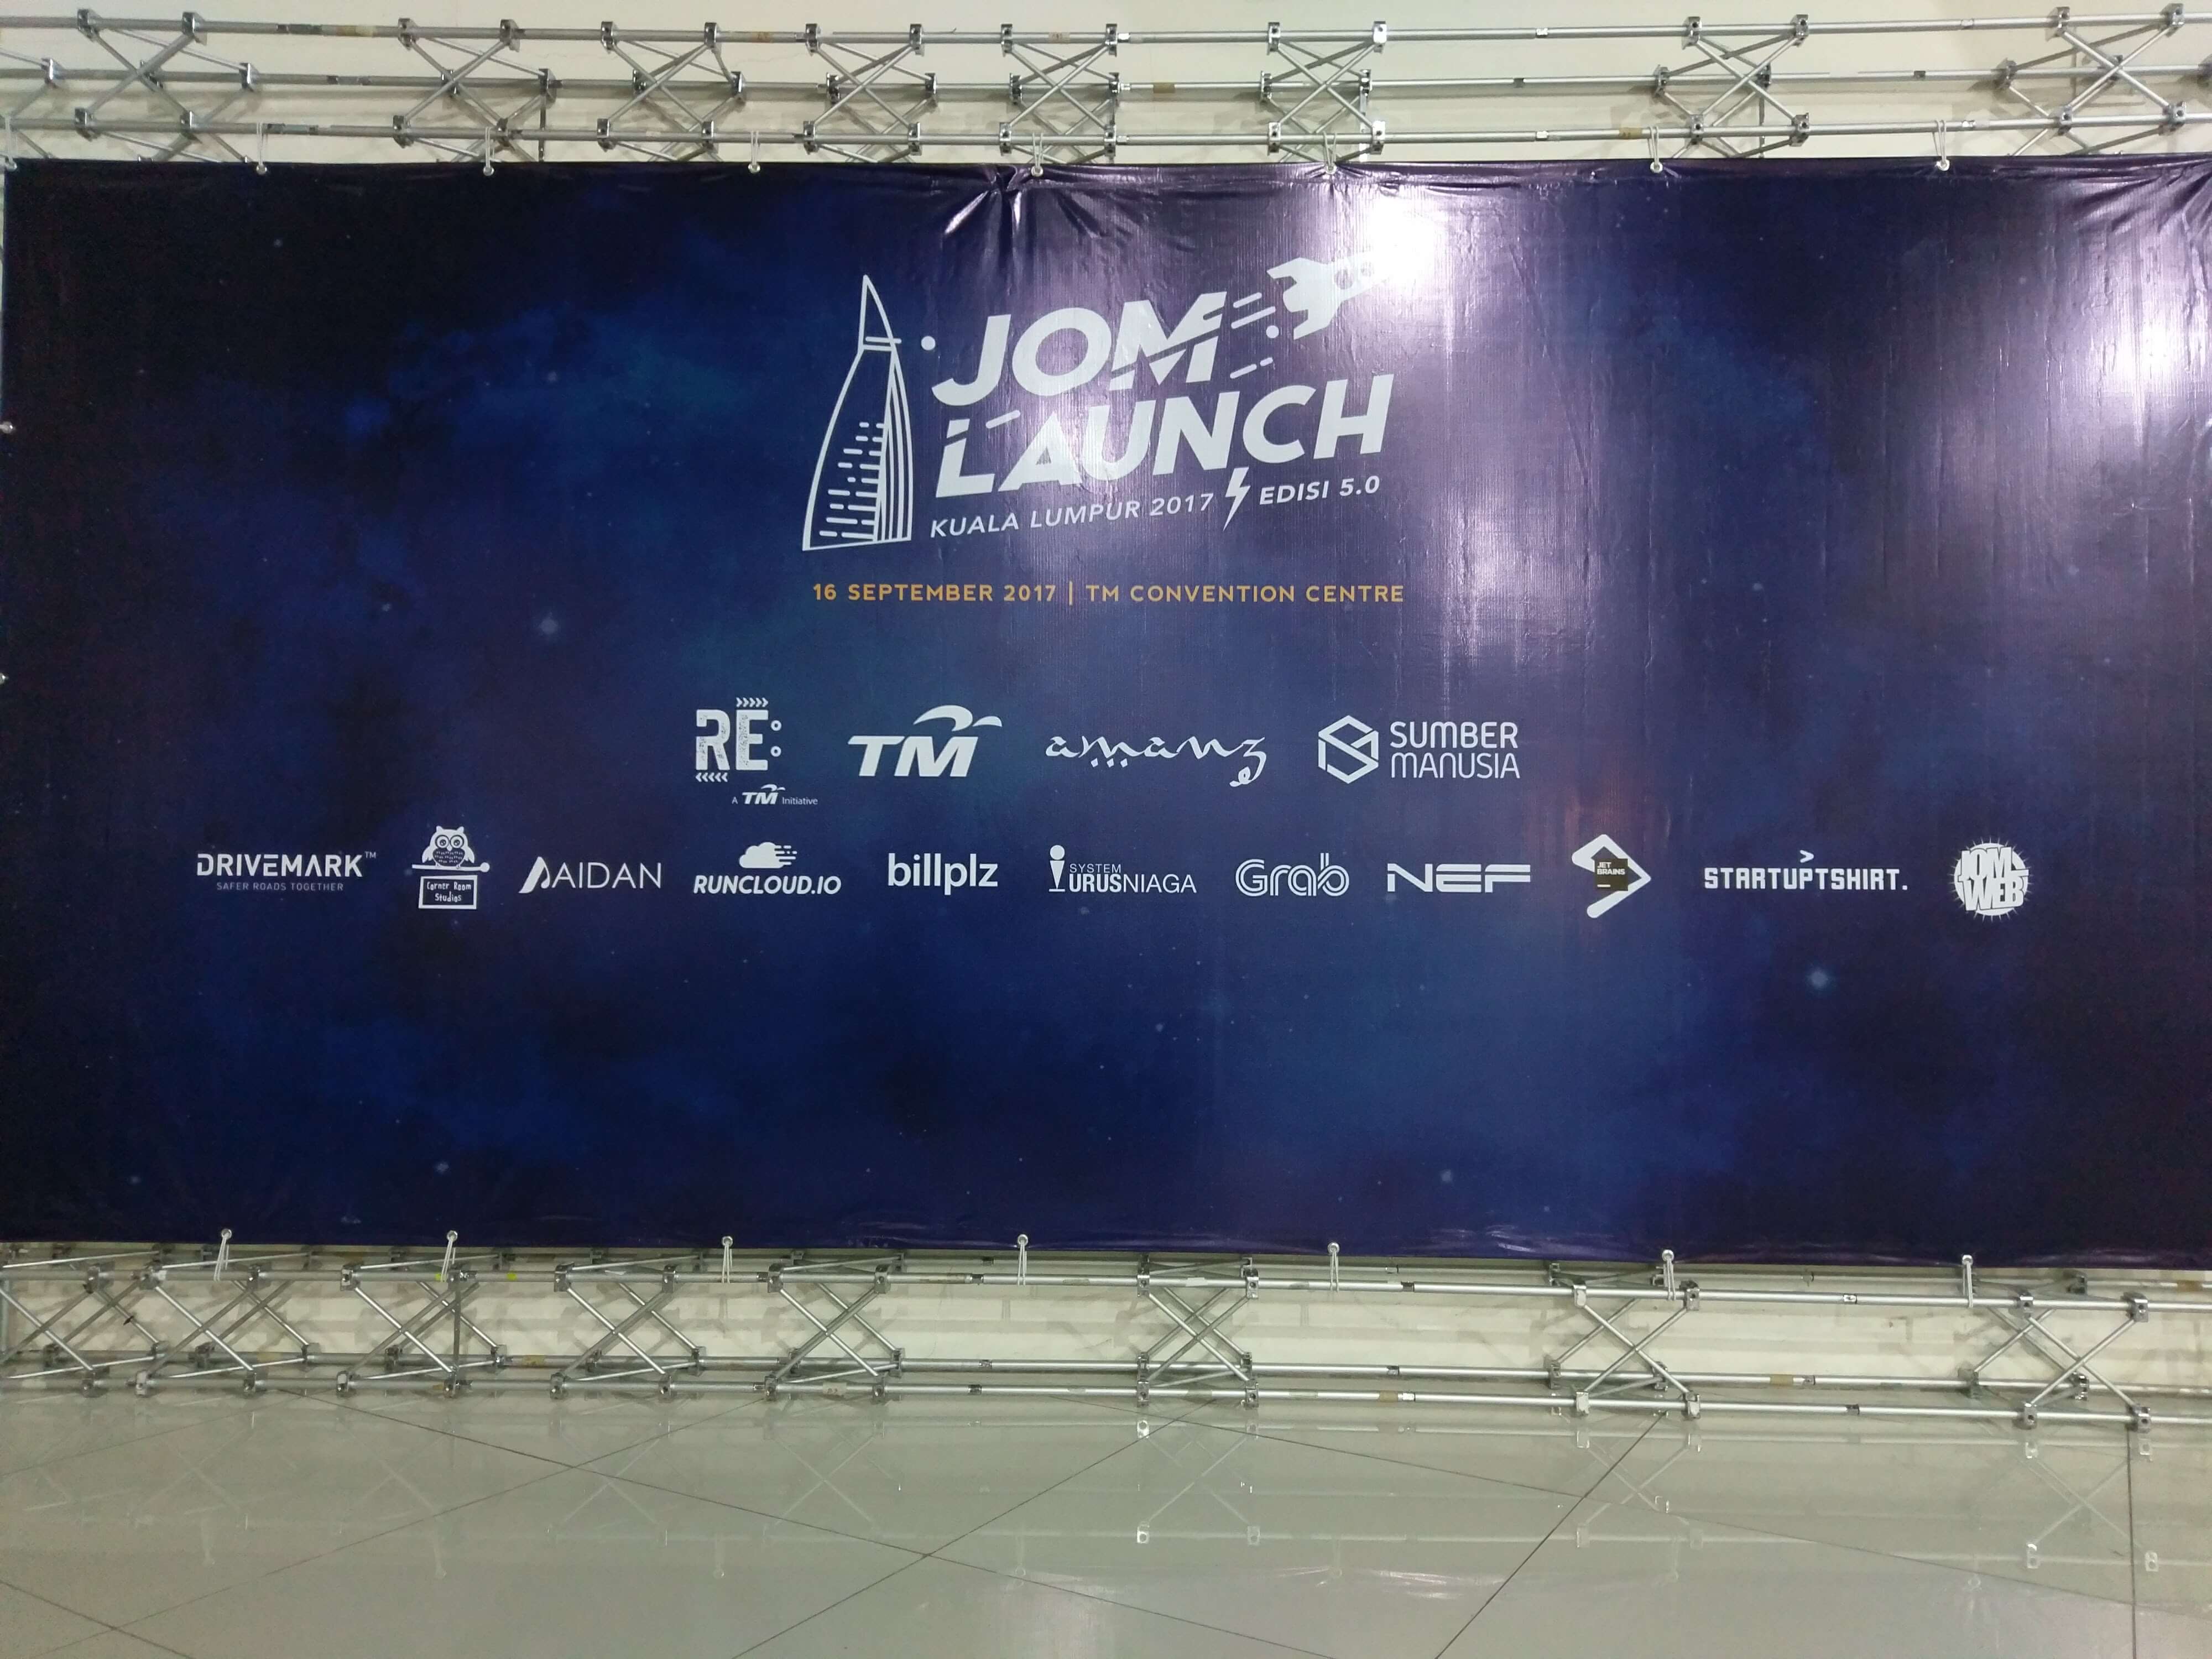 JOM
LAUNCH
KUALA LUMPUR 2017 EDISI 5.0
16 SEPTEMBER 2017 | TM CONVENTION CENTRE
RE:
A TM Initiative
TM
amanz
SUMBER
MANUSIA
DRIVEMARK™
SAFER ROADS TOGETHER
Corner Room
Studios
AIDAN
RUNCLOUD.IO
billplz
SYSTEM
URUSNIAGA
Grab
NEF
JET
BRAINS
STARTUPTSHIRT.
JOM
WEB